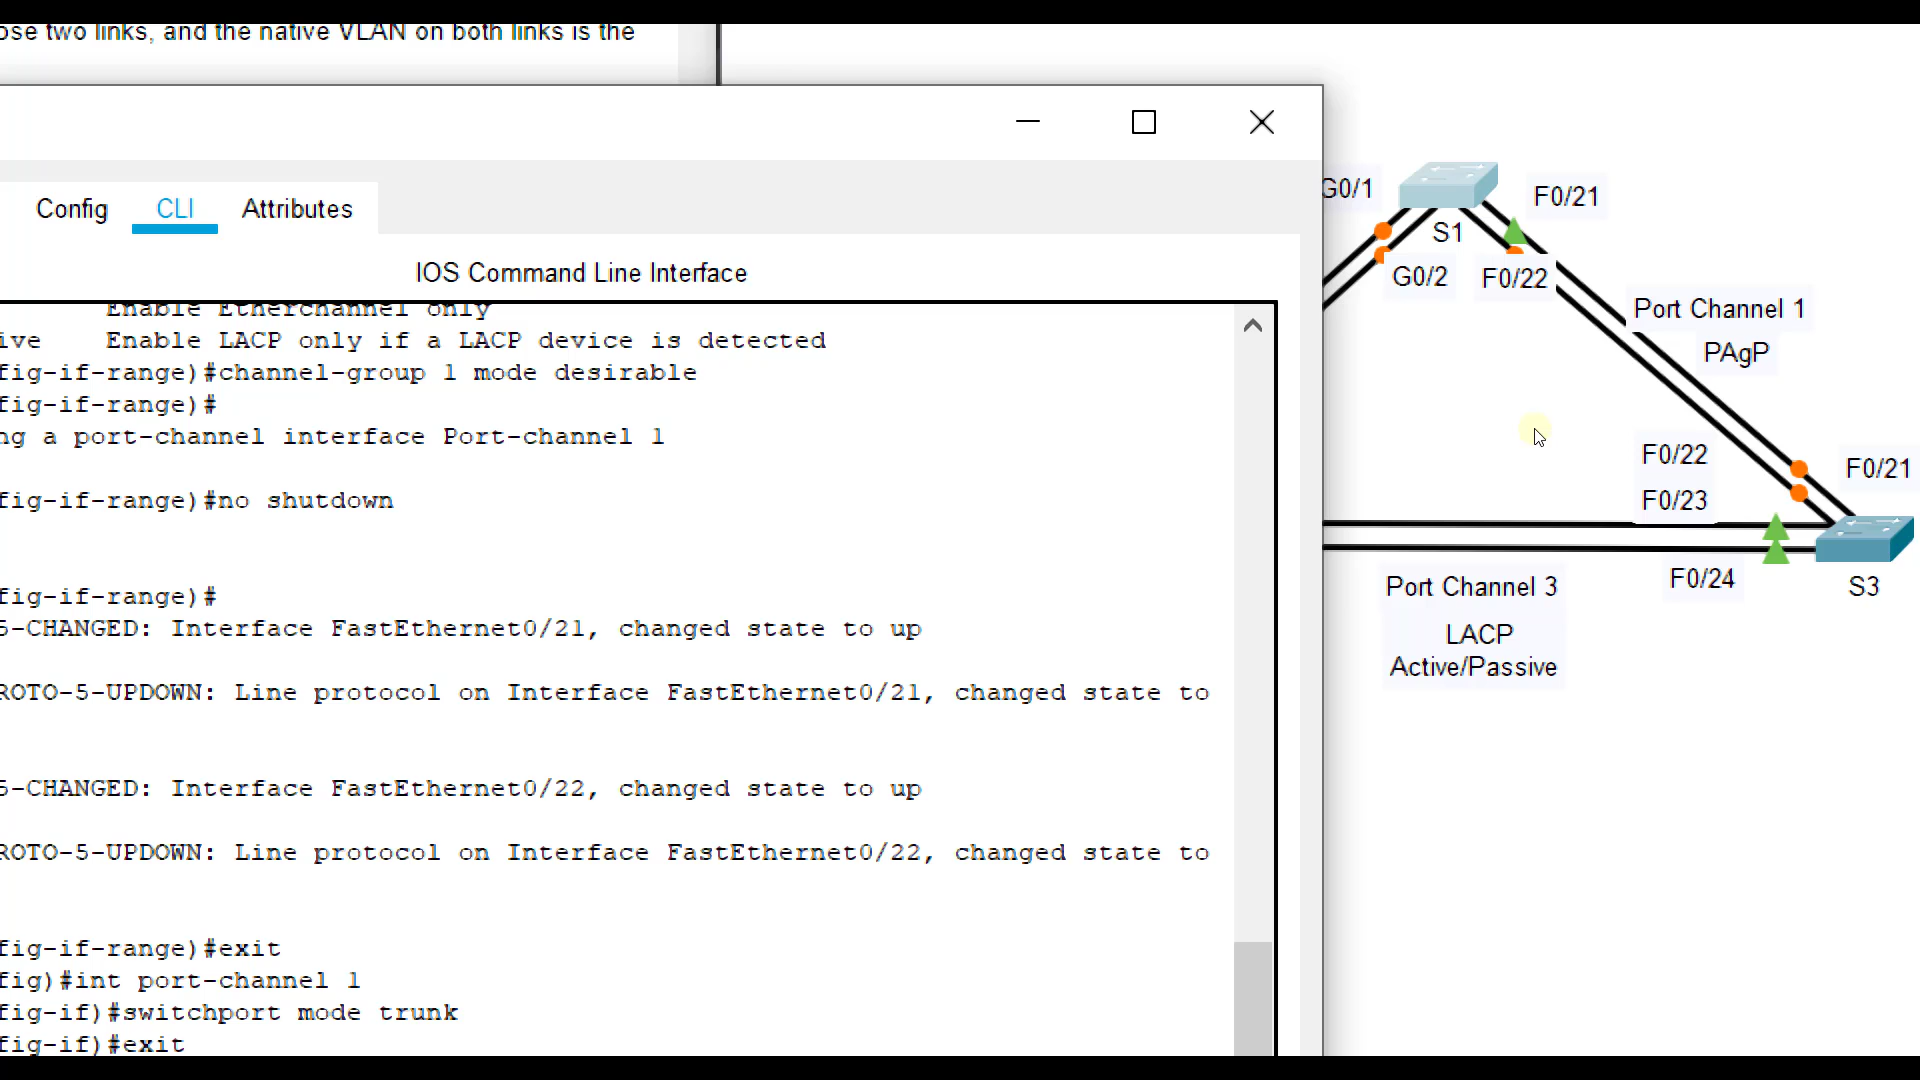 ose two links, and the native VLAN on both links is the
Config
CLI
Attributes
IOS Command Line Interface
Enable Etherchannel only
ive    Enable LACP only if a LACP device is detected
fig-if-range)#channel-group 1 mode desirable
fig-if-range)#
ng a port-channel interface Port-channel 1
fig-if-range)#no shutdown
fig-if-range)#
5-CHANGED: Interface FastEthernet0/21, changed state to up
ROTO-5-UPDOWN: Line protocol on Interface FastEthernet0/21, changed state to
5-CHANGED: Interface FastEthernet0/22, changed state to up
ROTO-5-UPDOWN: Line protocol on Interface FastEthernet0/22, changed state to
fig-if-range)#exit
fig)#int port-channel 1
fig-if)#switchport mode trunk
fig-if)#exit
G0/1
F0/21
S1
G0/2
F0/22
Port Channel 1
PAgP
F0/22
F0/21
F0/23
F0/24
S3
Port Channel 3
LACP
Active/Passive